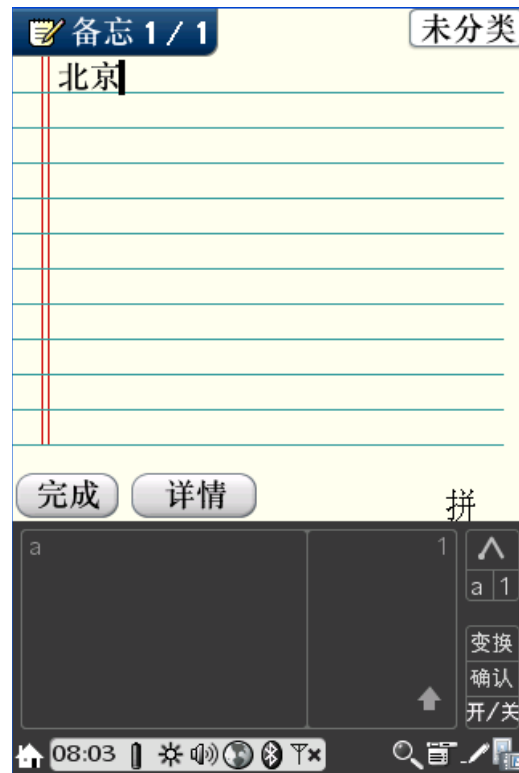 备忘 1 / 1 未分类
北京
完成 详情 拼
a 1
a 1
变换
确认
开/关
08:03